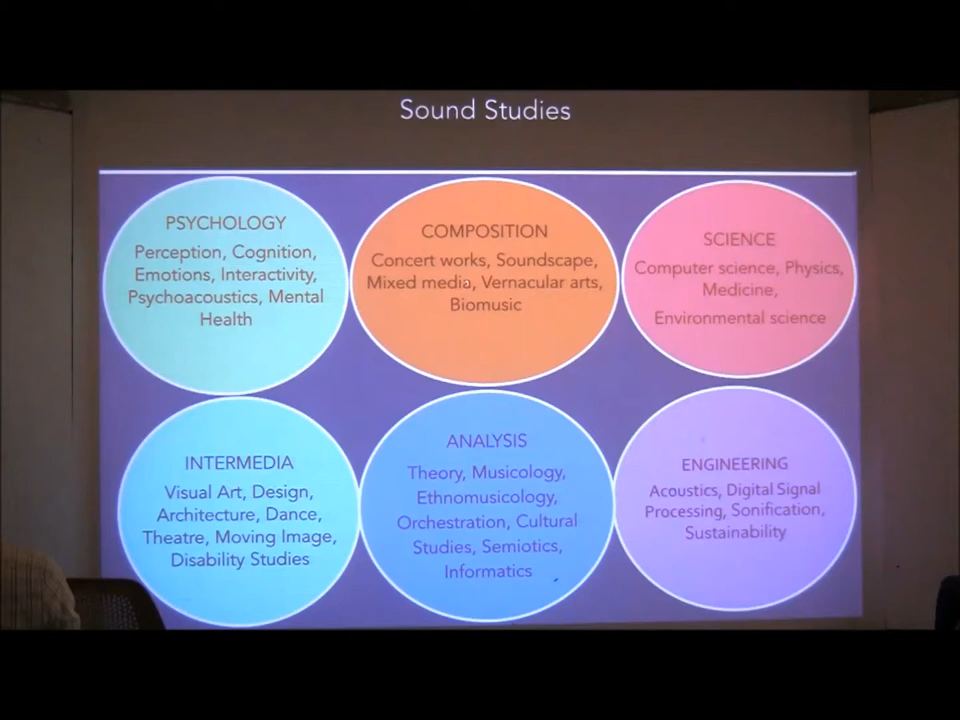 Sound Studies
PSYCHOLOGY
Perception, Cognition,
Emotions, Interactivity,
Psychoacoustics, Mental
Health
COMPOSITION
Concert works, Soundscape,
Mixed media, Vernacular arts,
Biomusic
SCIENCE
Computer science, Physics,
Medicine,
Environmental science
INTERMEDIA
Visual Art, Design,
Architecture, Dance,
Theatre, Moving Image,
Disability Studies
ANALYSIS
Theory, Musicology,
Ethnomusicology,
Orchestration, Cultural
Studies, Semiotics,
Informatics
ENGINEERING
Acoustics, Digital Signal
Processing, Sonification,
Sustainability